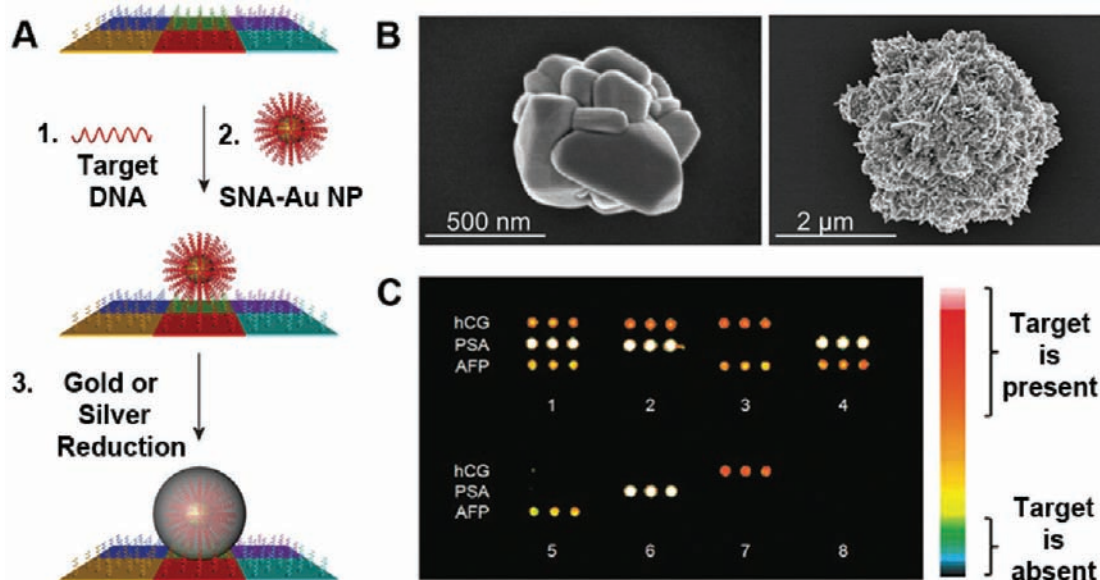 A
1.
Target
DNA
2.
SNA-Au NP
3. Gold or
Silver
Reduction
B
500 nm
2 µm
C
hCG
PSA
AFP
1 2 3 4
hCG
PSA
AFP
5 6 7 8
Target
is
present
Target
is
absent